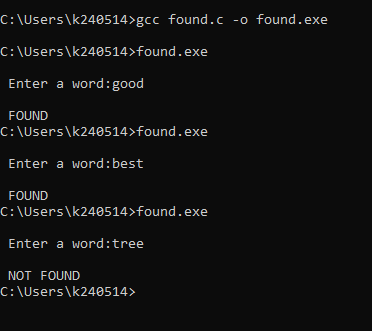 C:\Users\k240514>gcc found.c -o found.exe
C:\Users\k240514>found.exe
Enter a word:good
FOUND
C:\Users\k240514>found.exe
Enter a word:best
FOUND
C:\Users\k240514>found.exe
Enter a word:tree
NOT FOUND
C:\Users\k240514>